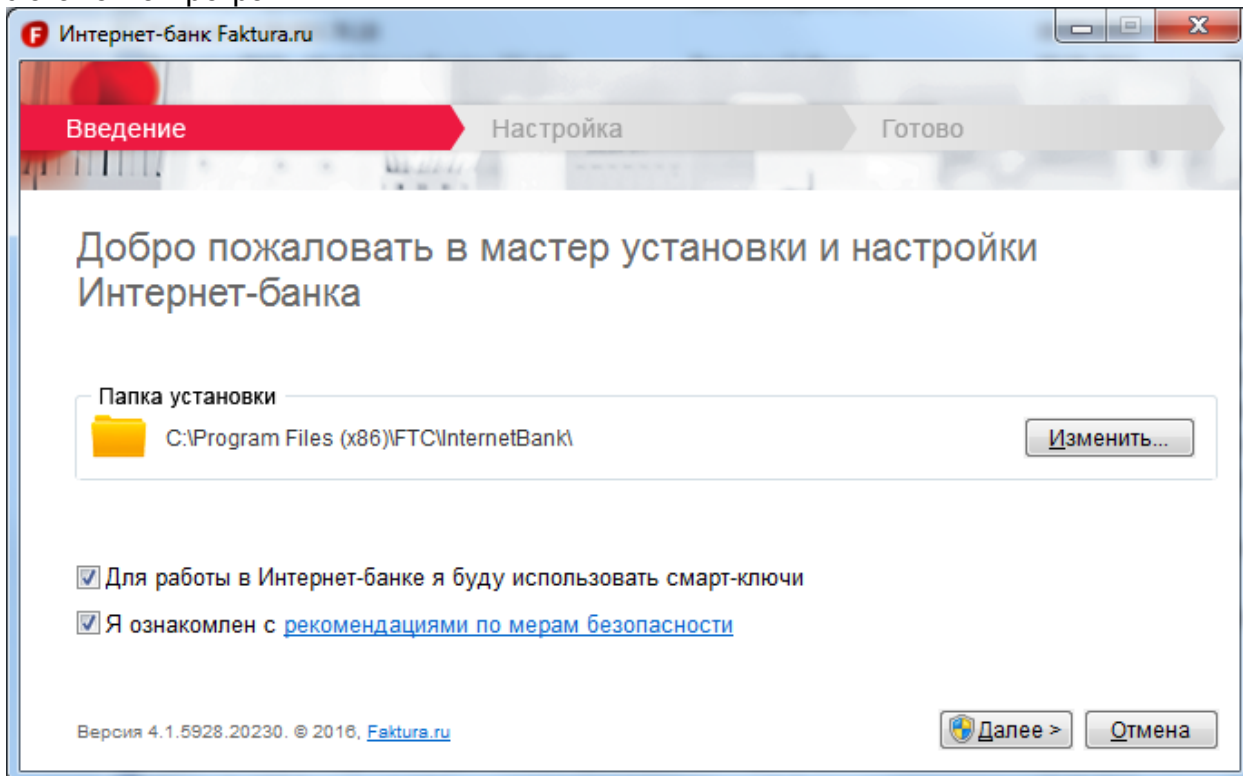 Интернет-банк Faktura.ru
Введение
Настройка
Готово
Добро пожаловать в мастер установки и настройки
Интернет-банка
Папка установки
C:\Program Files (x86)\FTC\InternetBank\
Изменить...
Для работы в Интернет-банке я буду использовать смарт-ключи
Я ознакомлен с рекомендациями по мерам безопасности
Версия 4.1.5928.20230. © 2016, Faktura.ru
Далее >
Отмена